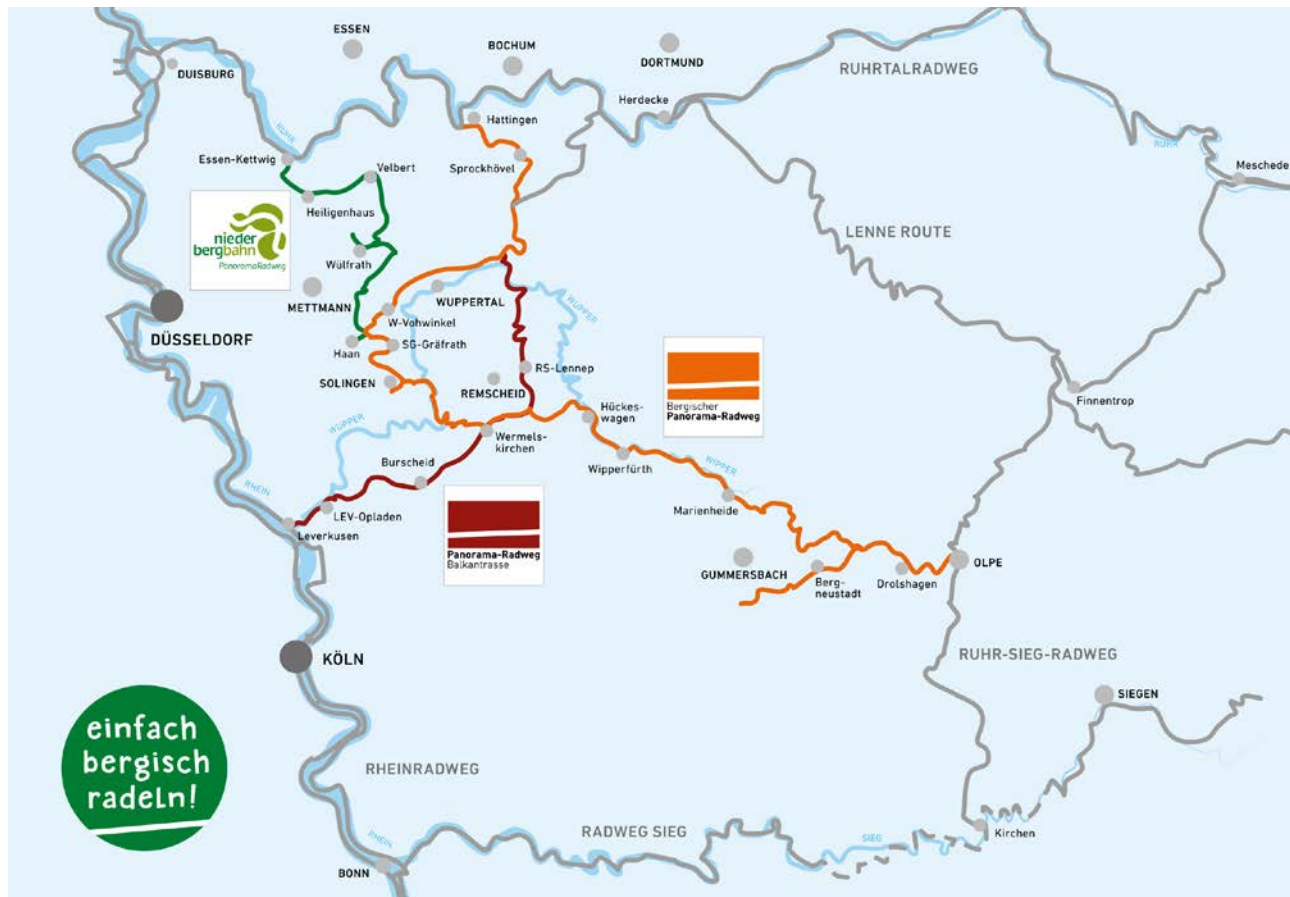 ESSEN
BOCHUM
DORTMUND
DUISBURG
RUHRTALRADWEG
Herdecke
Hattingen
RUHR
Essen-Kettwig
Velbert
Sprockhövel
RUHR
Meschede
Heiligenhaus
nieder
bergbahn
PanoramaRadweg
LENNE ROUTE
Wülfrath
METTMANN
WUPPERTAL
WUPPER
W-Vohwinkel
DÜSSELDORF
Haan
SG-Gräfrath
RS-Lennep
SOLINGEN
REMSCHEID
Bergischer
Panorama-Radweg
Finnentrop
Hückes-
wagen
WUPPER
Wermels-
kirchen
Wipperfürth
WIPPER
Burscheid
RHEIN
Marienheide
LEV-Opladen
Leverkusen
Panorama-Radweg
Balkantrasse
GUMMERSBACH
Berg-
neustadt
Drolshagen
OLPE
KÖLN
RUHR-SIEG-RADWEG
SIEGEN
einfach
bergisch
radeln!
RHEINRADWEG
RADWEG SIEG
Kirchen
SIEG
RHEIN
BONN